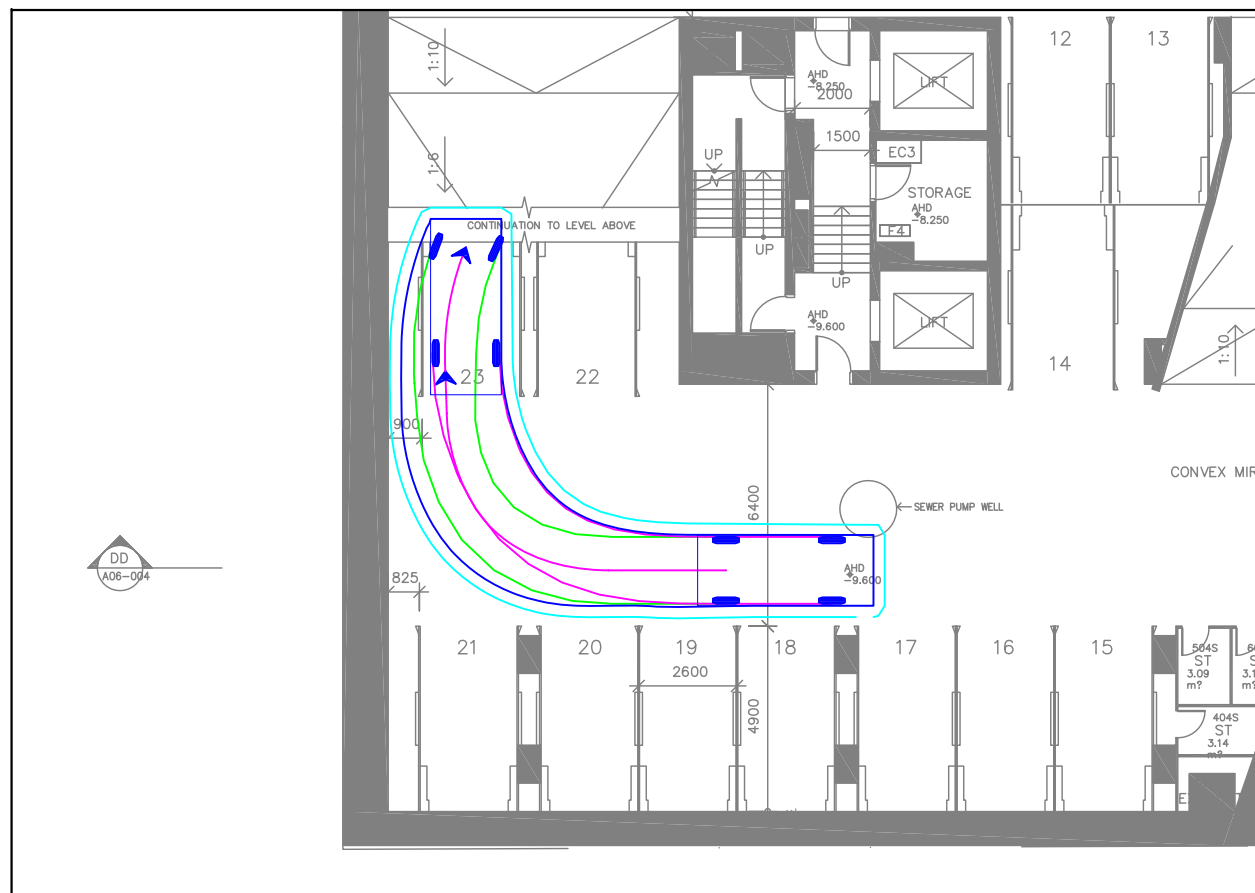 12
13
1:10
AHD
-8.250
LIFT
2000
1500
EC3
UP
1:6
STORAGE
AHD
-8.250
F4
CONTINUATION TO LEVEL ABOVE
UP
UP
AHD
-9.600
LIFT
1:10
14
23
22
900
CONVEX MIR
6400
SEWER PUMP WELL
DD
A06-004
825
AHD
-9.600
21
20
19
18
17
16
15
504S
ST
3.09
m?
2600
4900
404S
ST
3.14
m?